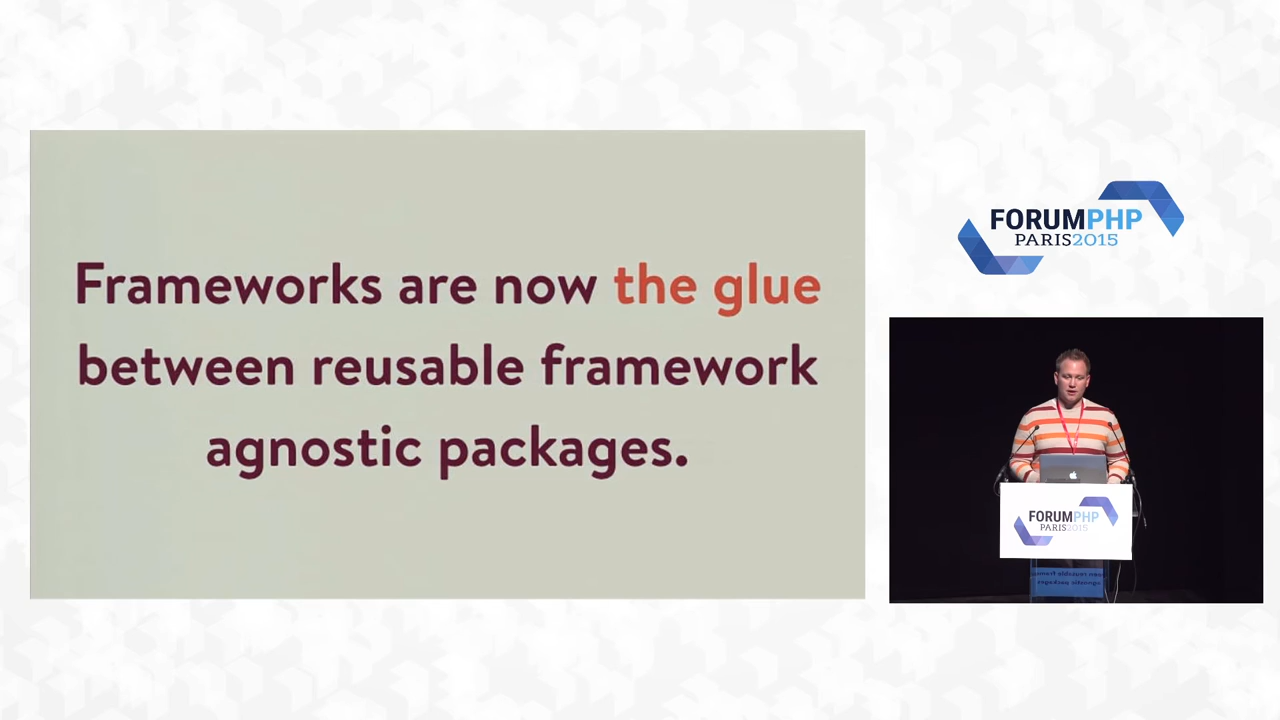 Frameworks are now the glue
between reusable framework
agnostic packages.
FORUMPHP
PARIS2015
FORUMPHP
PARIS2015